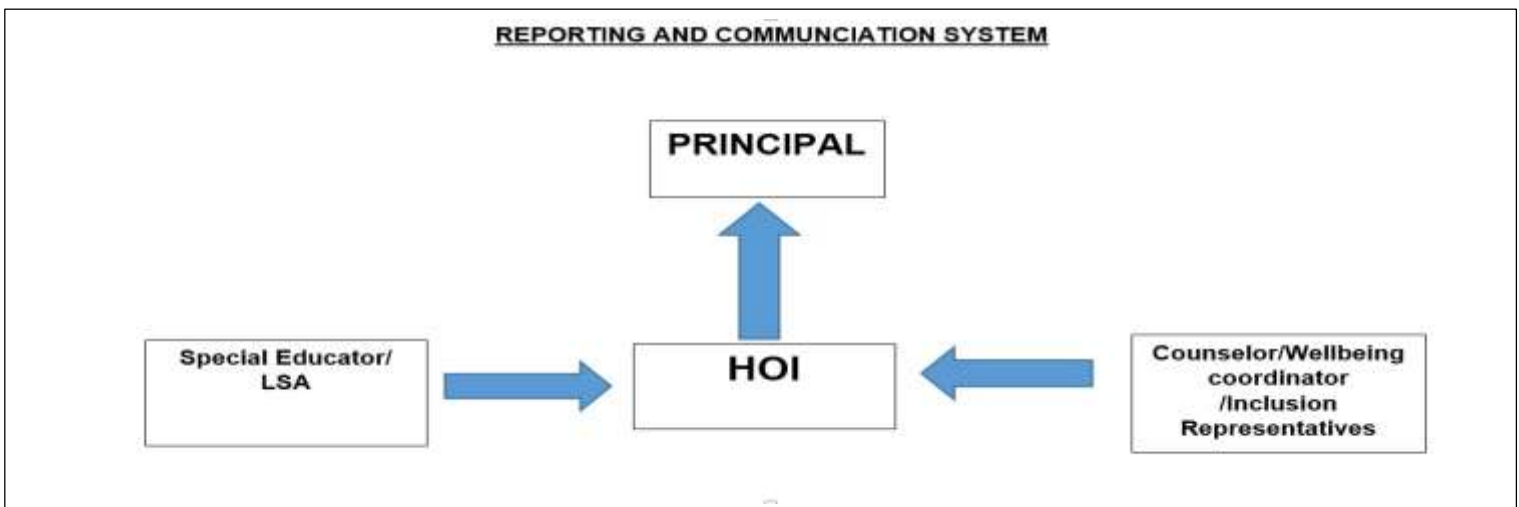 REPORTING AND COMMUNCIATION SYSTEM
PRINCIPAL
Special Educator/
LSA
HOI
Counselor/Wellbeing
coordinator
/Inclusion
Representatives